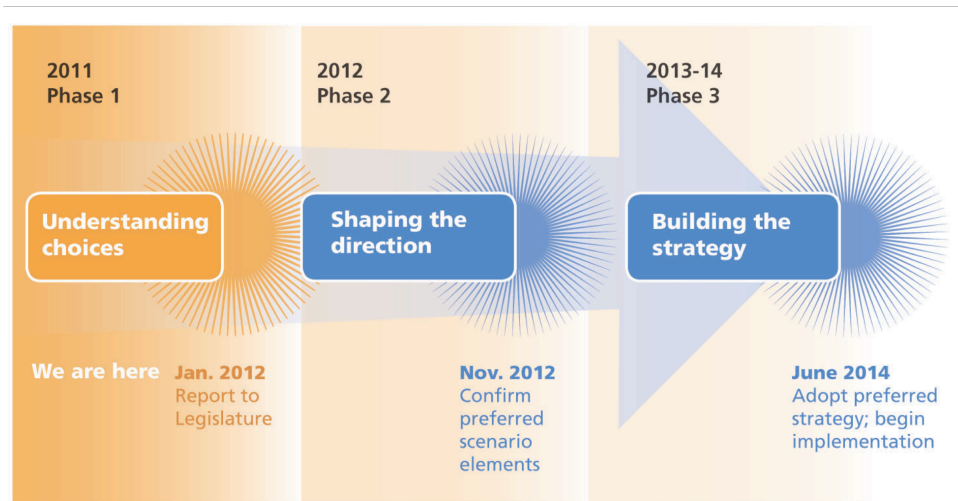 2011
Phase 1
Understanding
choices
We are here
Jan. 2012
Report to
Legislature
2012
Phase 2
Shaping the
direction
Nov. 2012
Confirm
preferred
scenario
elements
2013-14
Phase 3
Building the
strategy
June 2014
Adopt preferred
strategy; begin
implementation